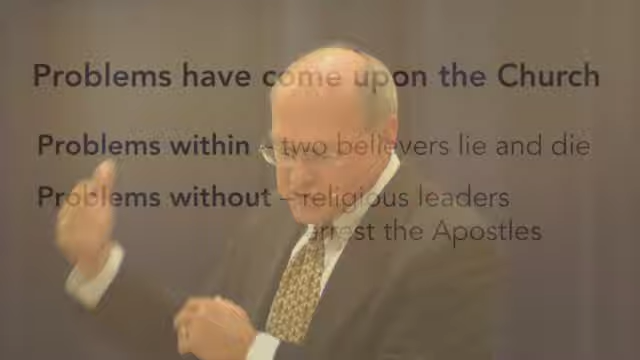 Problems have come upon the Church
Problems within – two believers lie and die
Problems without – religious leaders
arrest the Apostles